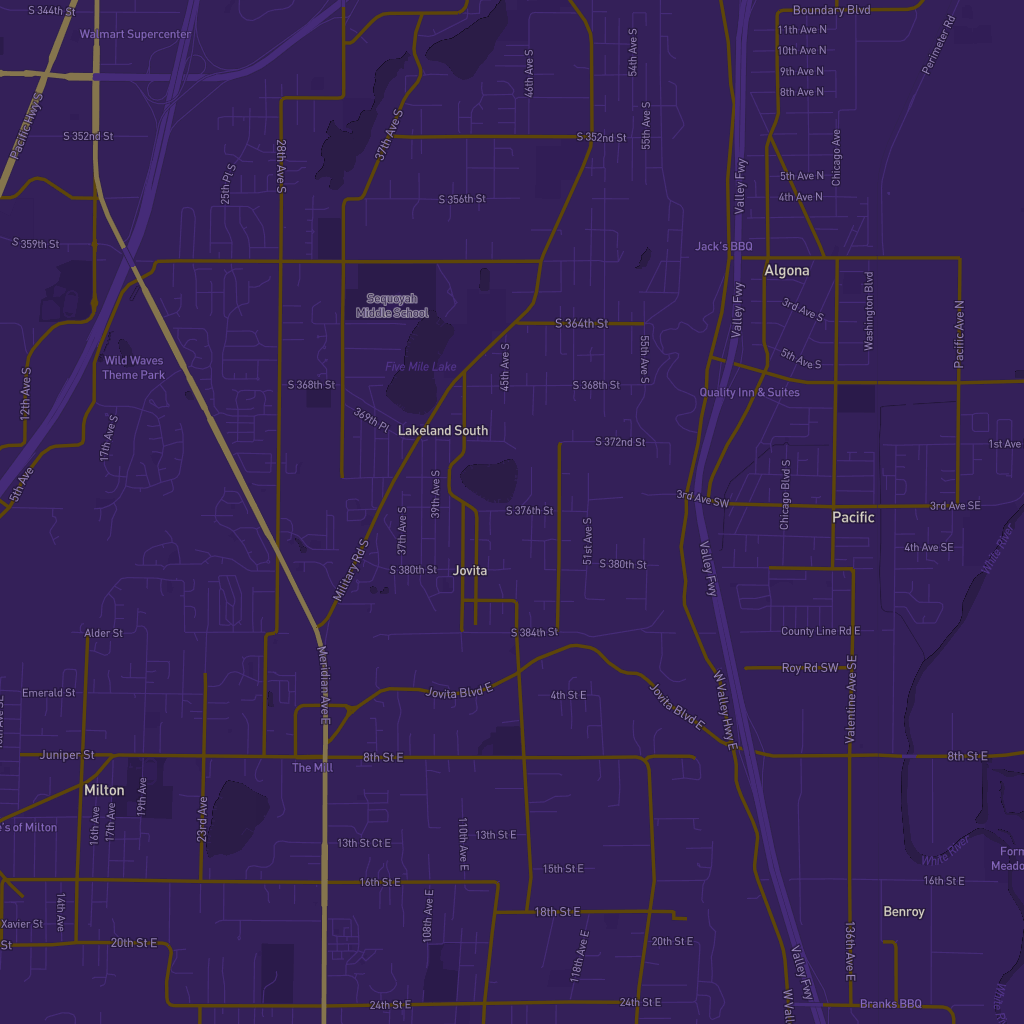 S 344th St
Boundary Blvd
Walmart Supercenter
11th Ave N
Perimeter Rd
54th Ave S
10th Ave N
46th Ave S
9th Ave N
8th Ave N
Pacific Hwy S
S 352nd St
37th Ave S
S 352nd St
55th Ave S
Chicago Ave
28th Ave S
25th Pl S
5th Ave N
Valley Fwy
4th Ave N
S 356th St
S 359th St
Jack's BBQ
Algona
Sequoyah
Middle School
3rd Ave S
Washington Blvd
Valley Fwy
S 364th St
Pacific Ave N
Wild Waves
Theme Park
Five Mile Lake
45th Ave S
55th Ave S
5th Ave S
S 368th St
S 368th St
12th Ave S
Quality Inn & Suites
369th Pl
Lakeland South
17th Ave S
S 372nd St
1st Ave
5th Ave
39th Ave S
Chicago Blvd S
3rd Ave SW
3rd Ave SE
S 376th St
Pacific
37th Ave S
51st Ave S
4th Ave SE
White River
Military Rd S
S 380th St
Jovita
S 380th St
Valley Fwy
Alder St
S 384th St
County Line Rd E
Meridian Ave E
Roy Rd SW
Emerald St
Jovita Blvd E
4th St E
Jovita Blvd E
W Valley Hwy E
Valentine Ave SE
Juniper St
8th St E
8th St E
The Mill
Milton
19th Ave
16th Ave
17th Ave
23rd Ave
's of Milton
13th St Ct E
110th Ave E
13th St E
White River
Form
Meado
15th St E
16th St E
16th St E
14th Ave
108th Ave E
18th St E
Benroy
Xavier St
St
20th St E
118th Ave E
20th St E
136th Ave E
Valley Fwy
24th St E
24th St E
W Vall
Branks BBQ
White Ri